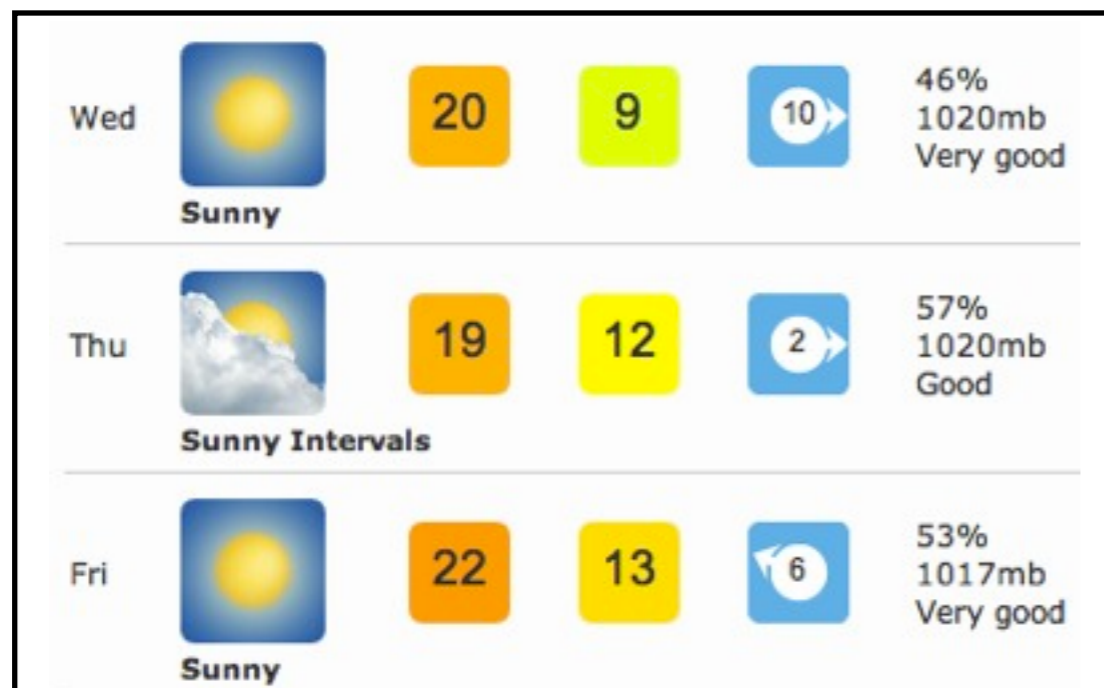 Wed 20 9 10 46%
1020mb
Very good
Sunny
Thu 19 12 2 57%
1020mb
Good
Sunny Intervals
Fri 22 13 6 53%
1017mb
Very good
Sunny